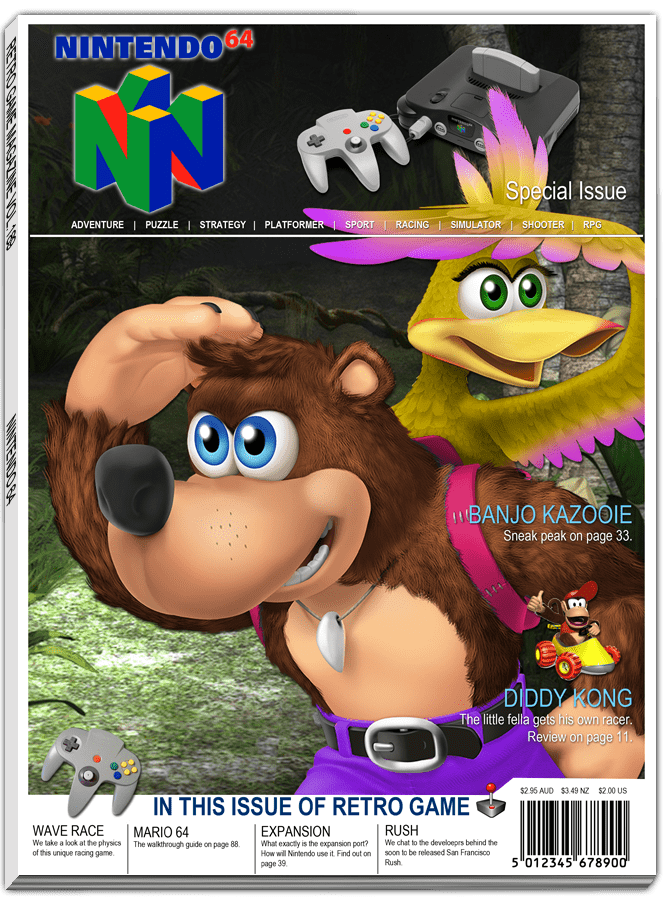 NINTENDO 64
Special Issue
ADVENTURE | PUZZLE | STRATEGY | PLATFORMER | SPORT | RACING | SIMULATOR | SHOOTER | RPG
BANJO KAZOOIE
Sneak peak on page 33.
DIDDY KONG
The little fella gets his own racer.
Review on page 11.
IN THIS ISSUE OF RETRO GAME
$2.95 AUD $3.49 NZ $2.00 US
WAVE RACE
We take a look at the physics
of this unique racing game.
MARIO 64
The walkthrough guide on page 88.
EXPANSION
What exactly is the expansion port?
How will Nintendo use it. Find out on
page 39.
RUSH
We chat to the develoeprs behind the
soon to be released San Francisco
Rush.
5 012345 678900
NINTENDO 64